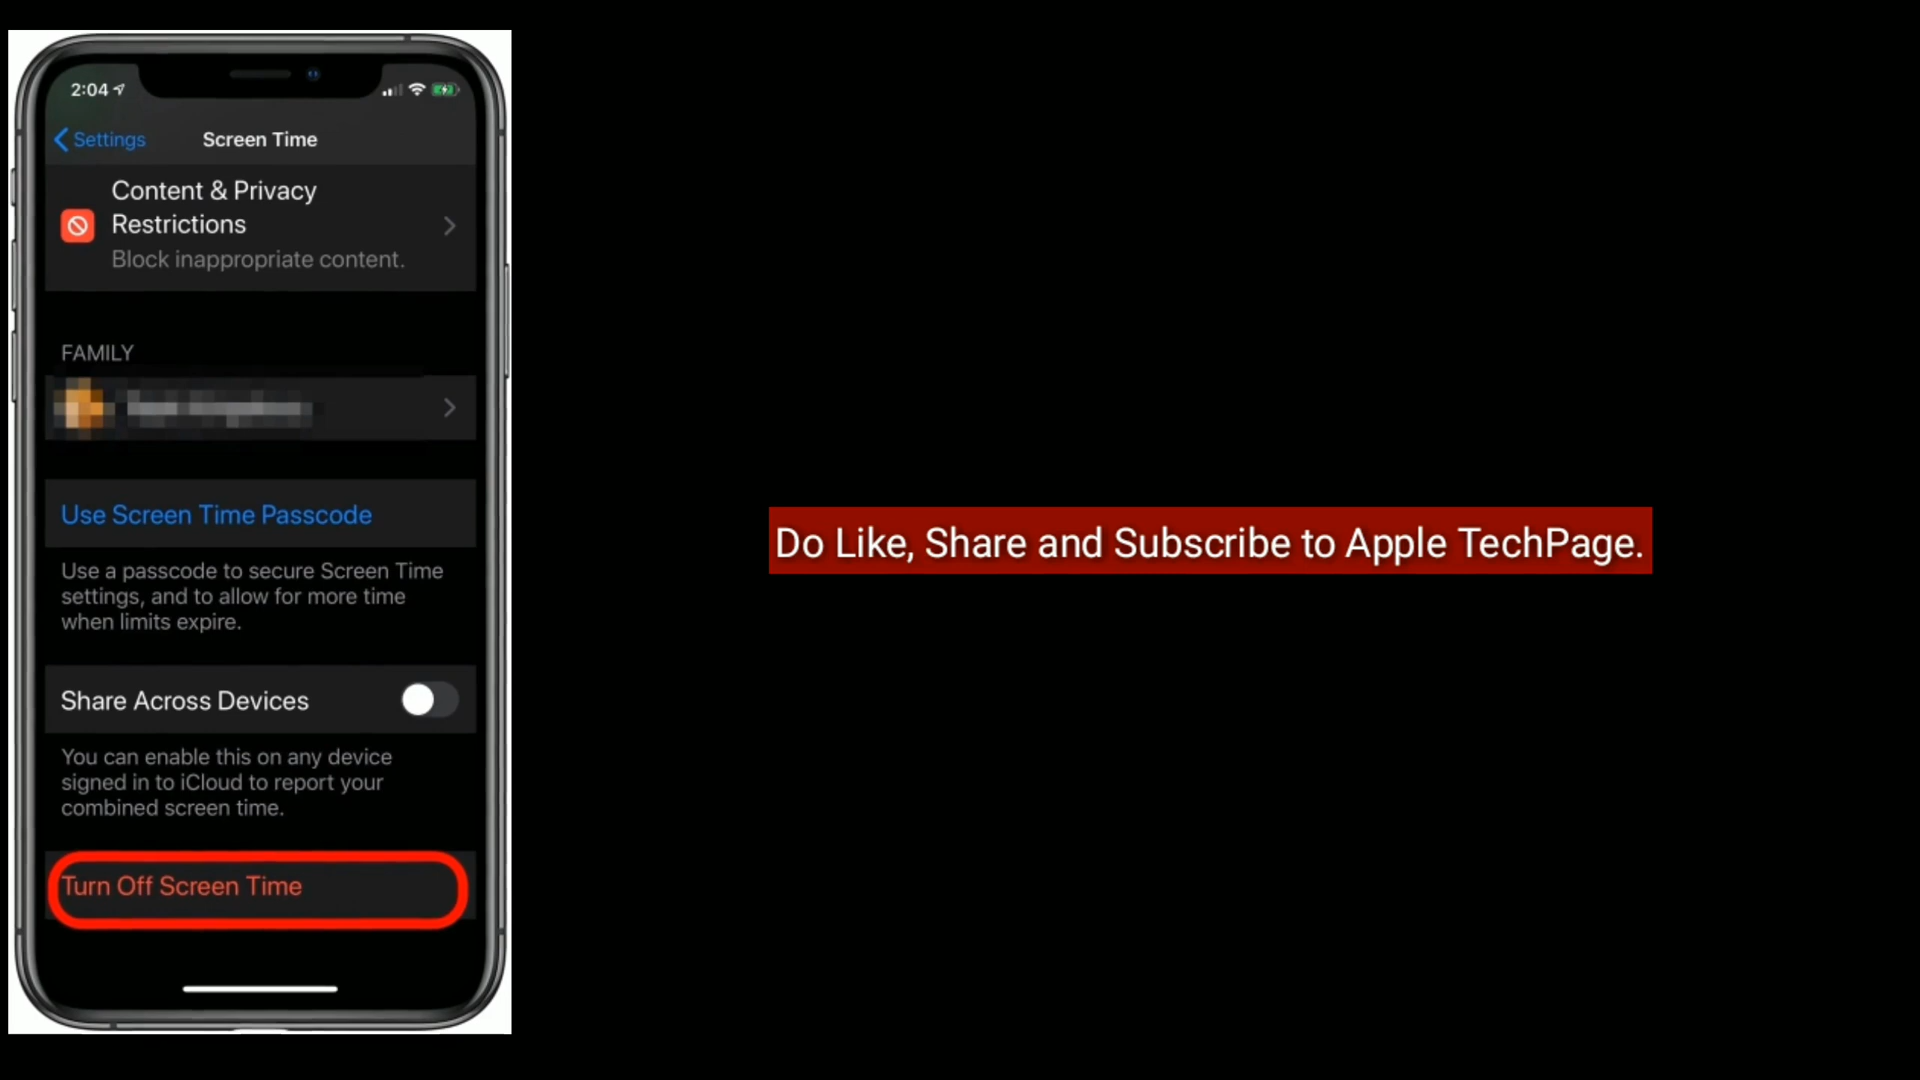 2:04
Settings
Screen Time
Content & Privacy
Restrictions
Block inappropriate content.
FAMILY
Use Screen Time Passcode
Use a passcode to secure Screen Time
settings, and to allow for more time
when limits expire.
Share Across Devices
You can enable this on any device
signed in to iCloud to report your
combined screen time.
Turn Off Screen Time
Do Like, Share and Subscribe to Apple TechPage.